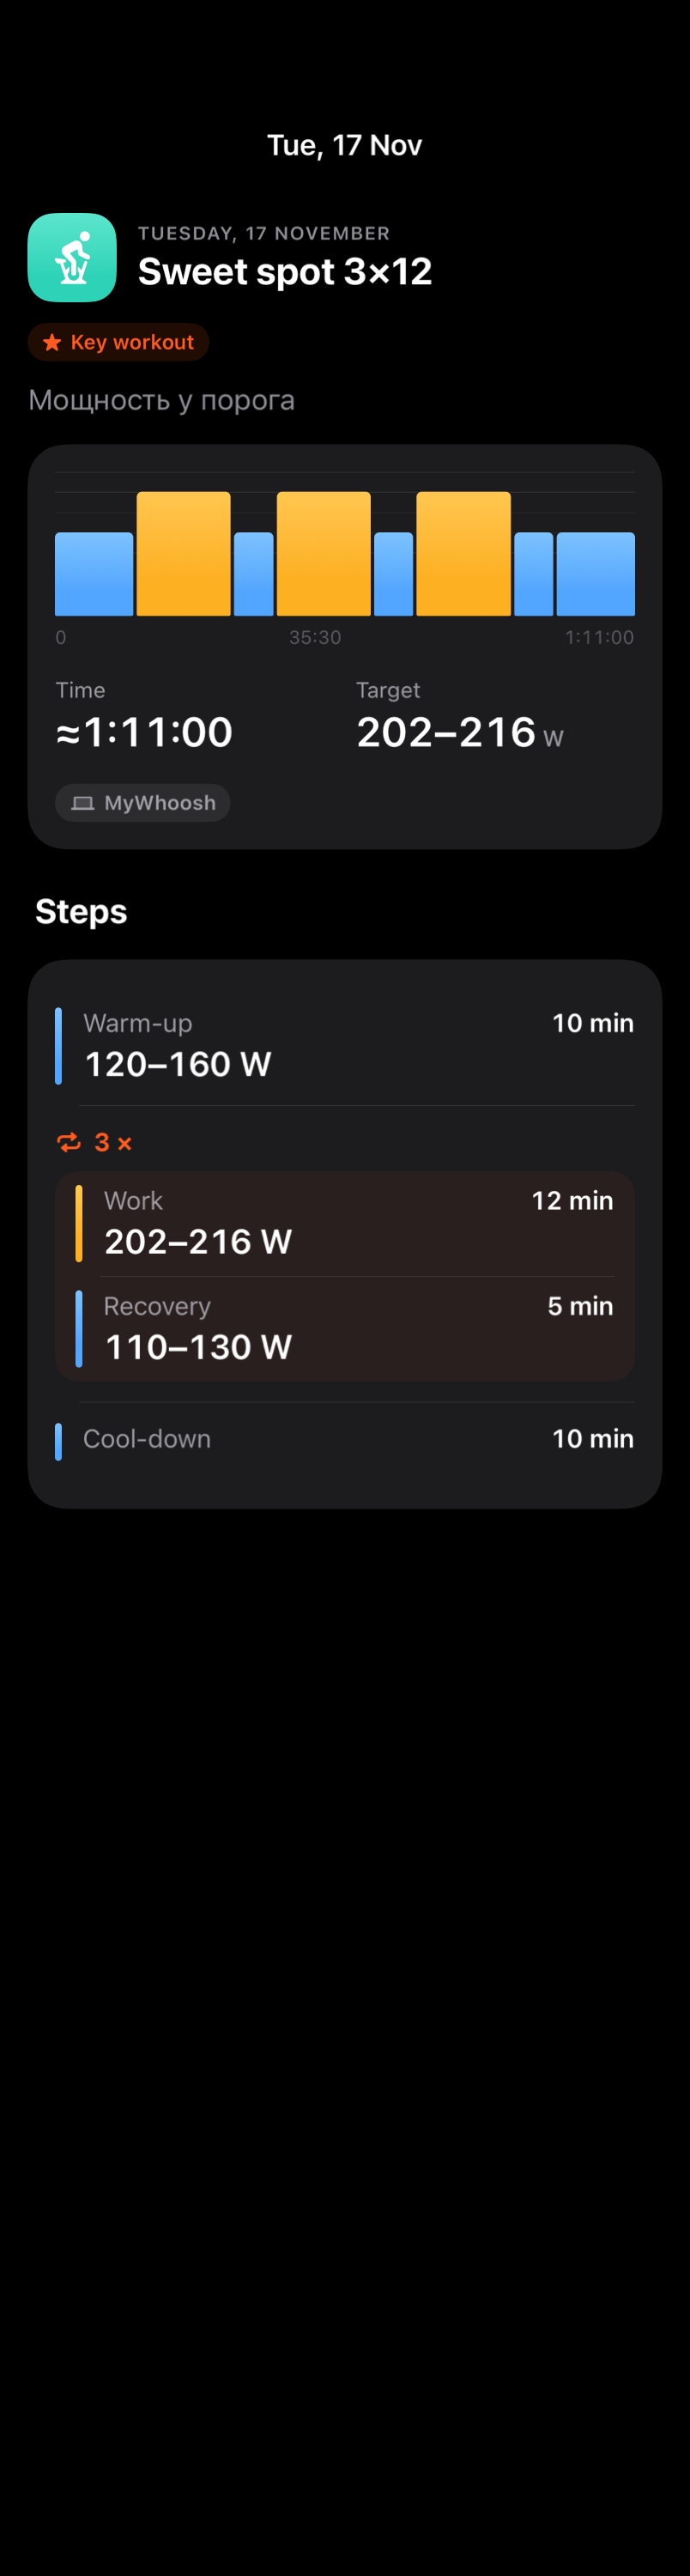 Tue, 17 Nov
TUESDAY, 17 NOVEMBER
Sweet spot 3×12
Key workout
Мощность у порога
0 35:30 1:11:00
Time Target
≈1:11:00 202–216 W
MyWhoosh
Steps
Warm-up 10 min
120–160 W
3 ×
Work 12 min
202–216 W
Recovery 5 min
110–130 W
Cool-down 10 min